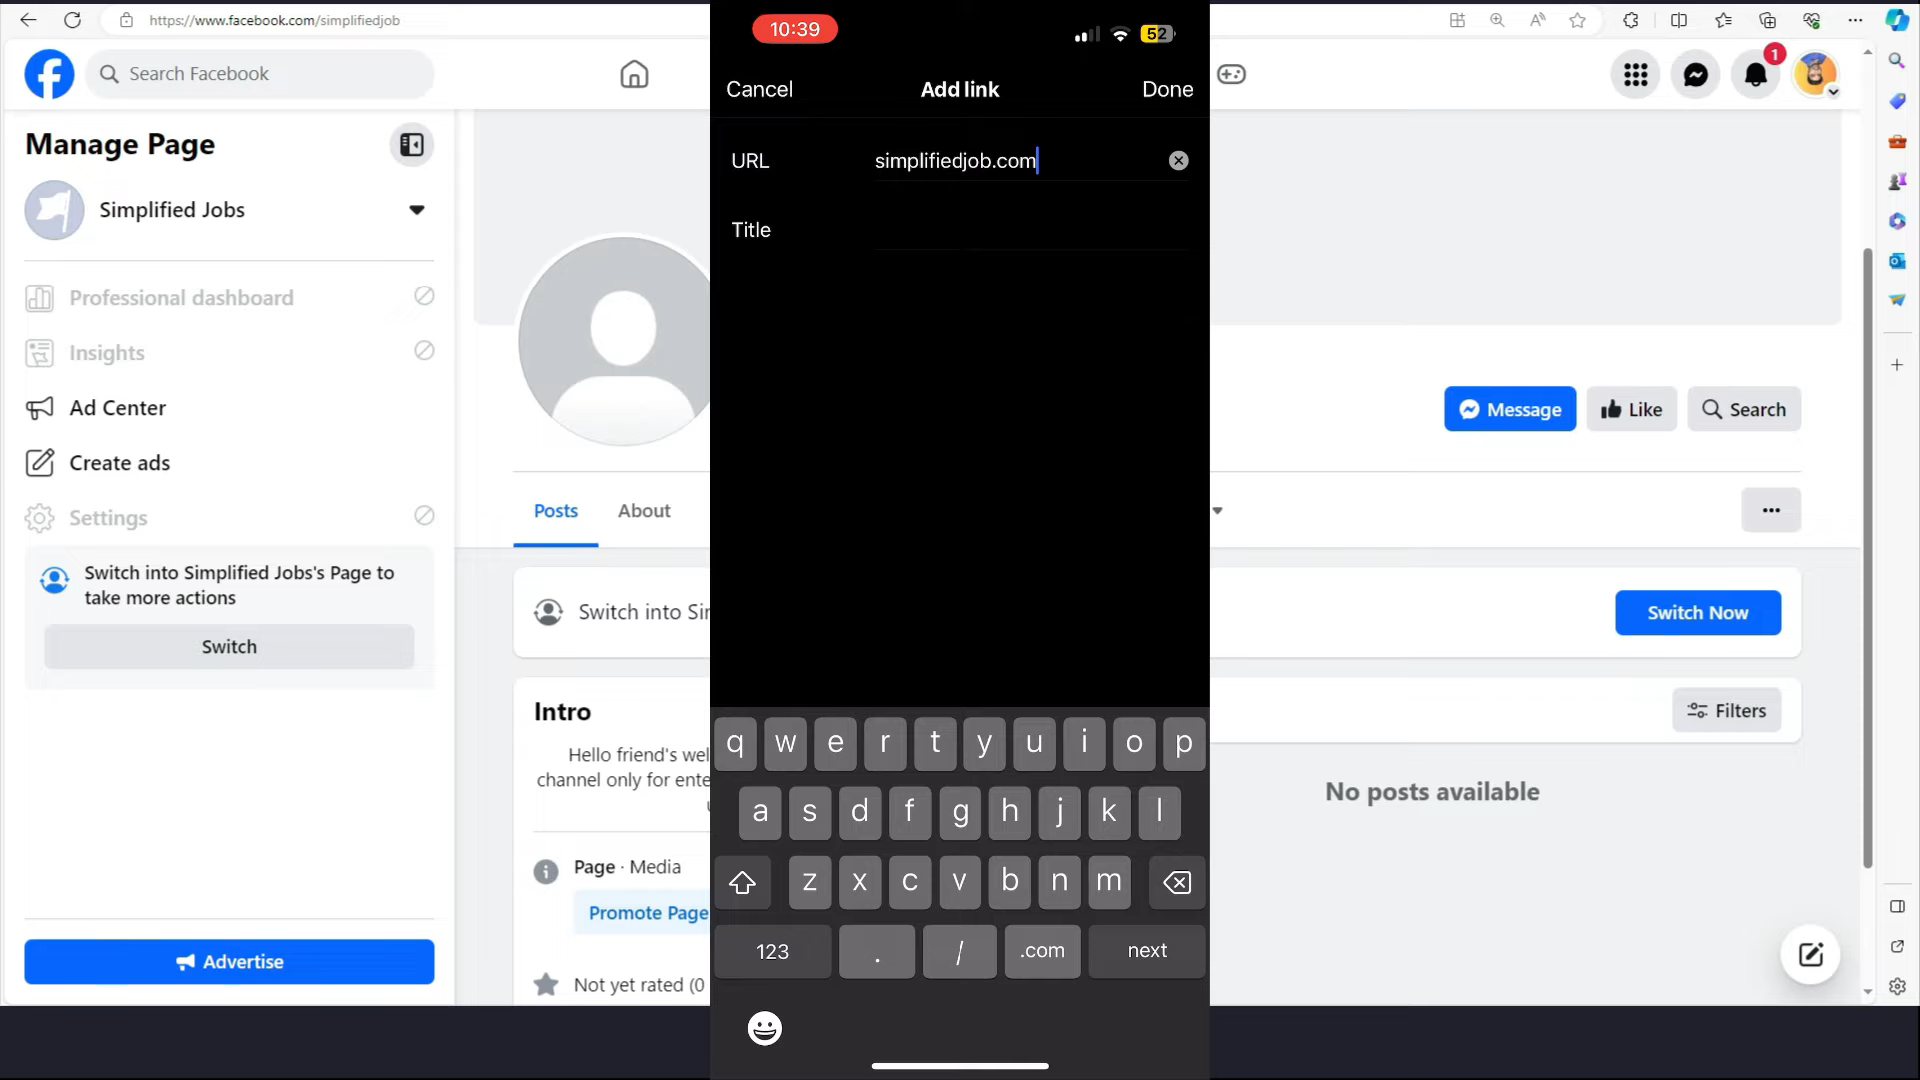 https://www.facebook.com/simplifiedjob
Search Facebook
1
Manage Page
Simplified Jobs
Professional dashboard
Insights
Ad Center
Create ads
Settings
Switch into Simplified Jobs's Page to
take more actions
Switch
Advertise
Posts
About
Switch into Sir
Intro
Hello friend's wel
channel only for ente
Page · Media
Promote Page
Not yet rated (0
10:39
52
Cancel
Add link
Done
URL
simplifiedjob.com
Title
q w e r t y u i o p
a s d f g h j k l
z x c v b n m
123
.
/
.com
next
Message
Like
Search
Switch Now
Filters
No posts available